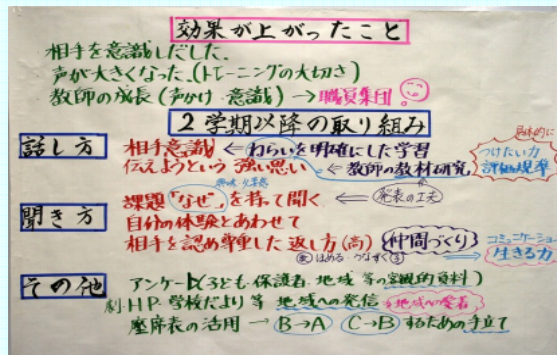 効果が上がったこと
相手を意識しだした。
声が大きくなった。(トレーニングの大切さ)
教師の成長(声かけ 意識)→職員集団。
2学期以降の取り組み
具体的に
話し方 相手意識 ← ねらいを明確にした学習 つけたい力
伝えようという 強い思い ← 教師の教材研究 評価規準
聞き方 課題「なぜ」を持って聞く ← 発表の工夫
自分の体験とあわせて
相手を認め尊重した返し方(高) 仲間づくり コミュニケーション
ほめる・うなずく 生きる力
その他 アンケート(子ども・保護者・地域 等の客観的資料)
劇・HP・学校だより等 地域への発信 地域への愛着
座席表の活用 → B→A C→B するための手立て